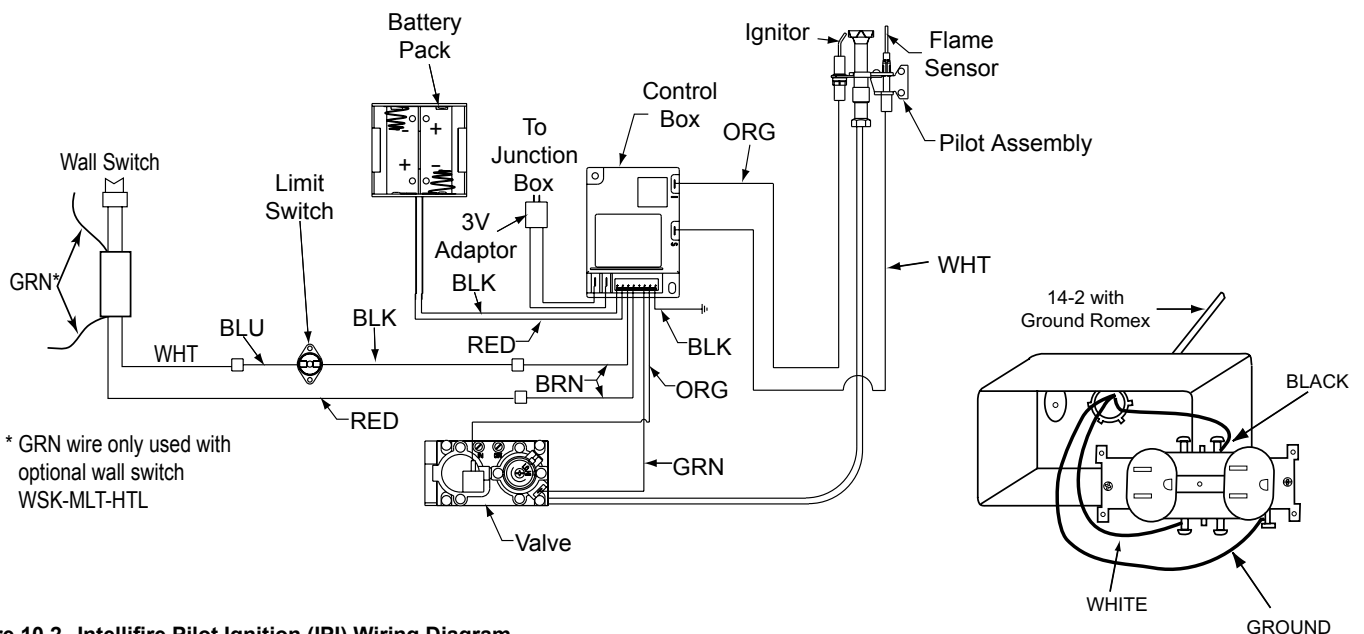 Battery
Pack
Ignitor
Flame
Sensor
Control
Box
ORG
Pilot Assembly
To
Junction
Box
Wall Switch
Limit
Switch
3V
Adaptor
WHT
GRN*
BLK
14-2 with
Ground Romex
BLU
BLK
RED
BLK
WHT
BRN
ORG
BLACK
RED
* GRN wire only used with
optional wall switch
WSK-MLT-HTL
GRN
Valve
WHITE
GROUND
Intellifire Pilot Ignition (IPI) Wiring Diagram
I
S
+
-
+
-